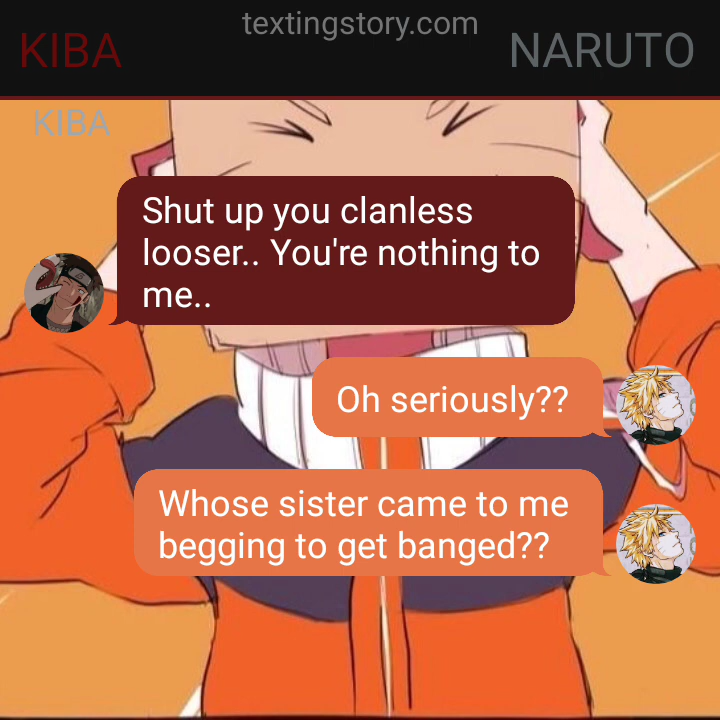 textingstory.com
KIBA
NARUTO
KIBA
Shut up you clanless
looser.. You're nothing to
me..
Oh seriously??
Whose sister came to me
begging to get banged??